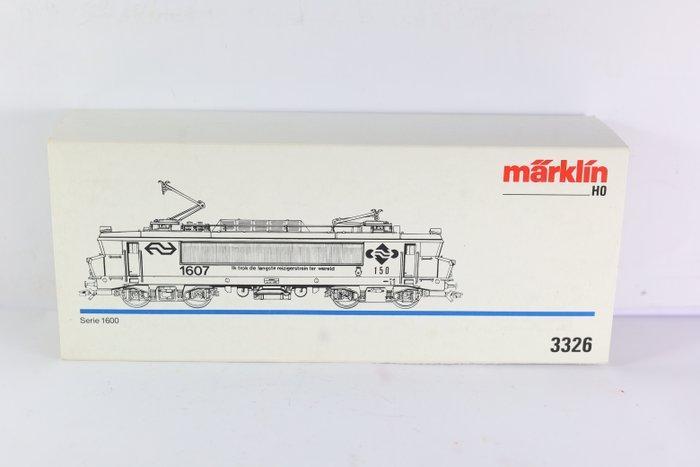 märklin
HO
1607
Ik trok de langste reizigerstrein ter wereld
150
Serie 1600
3326